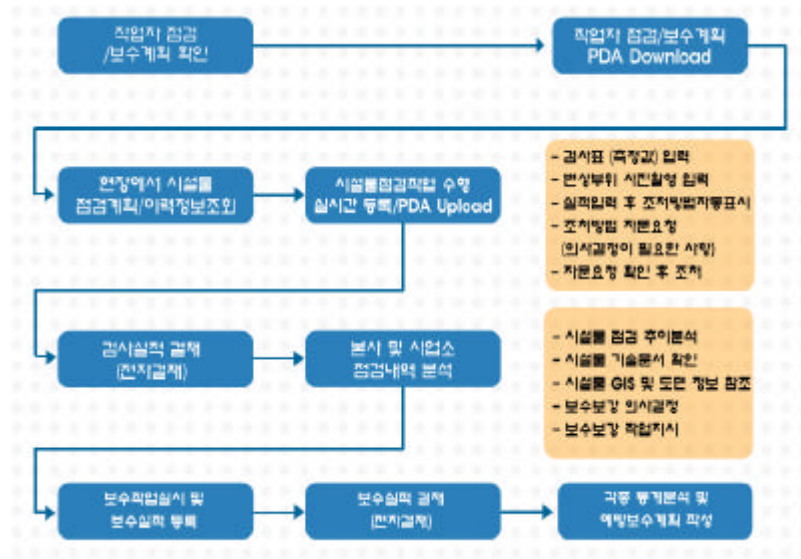 작업자 점검
/보수계획 확인
작업자 점검/보수계획
PDA Download
현장에서 시설물
점검계획/이력정보조회
시설물점검작업 수행
실시간 등록/PDA Upload
- 검사표 (측정값) 입력
- 변상부위 사진촬영 입력
- 실적입력 후 조치방법자동표시
- 조치방법 자문요청
(의사결정이 필요한 사항)
- 자문요청 확인 후 조치
검사실적 결재
(전자결재)
본사 및 사업소
점검내역 분석
- 시설물 점검 추이분석
- 시설물 기술문서 확인
- 시설물 GIS 및 도면 정보 참조
- 보수보강 의사결정
- 보수보강 작업지시
보수작업실시 및
보수실적 등록
보수실적 결재
(전자결재)
각종 통계분석 및
예방보수계획 작성